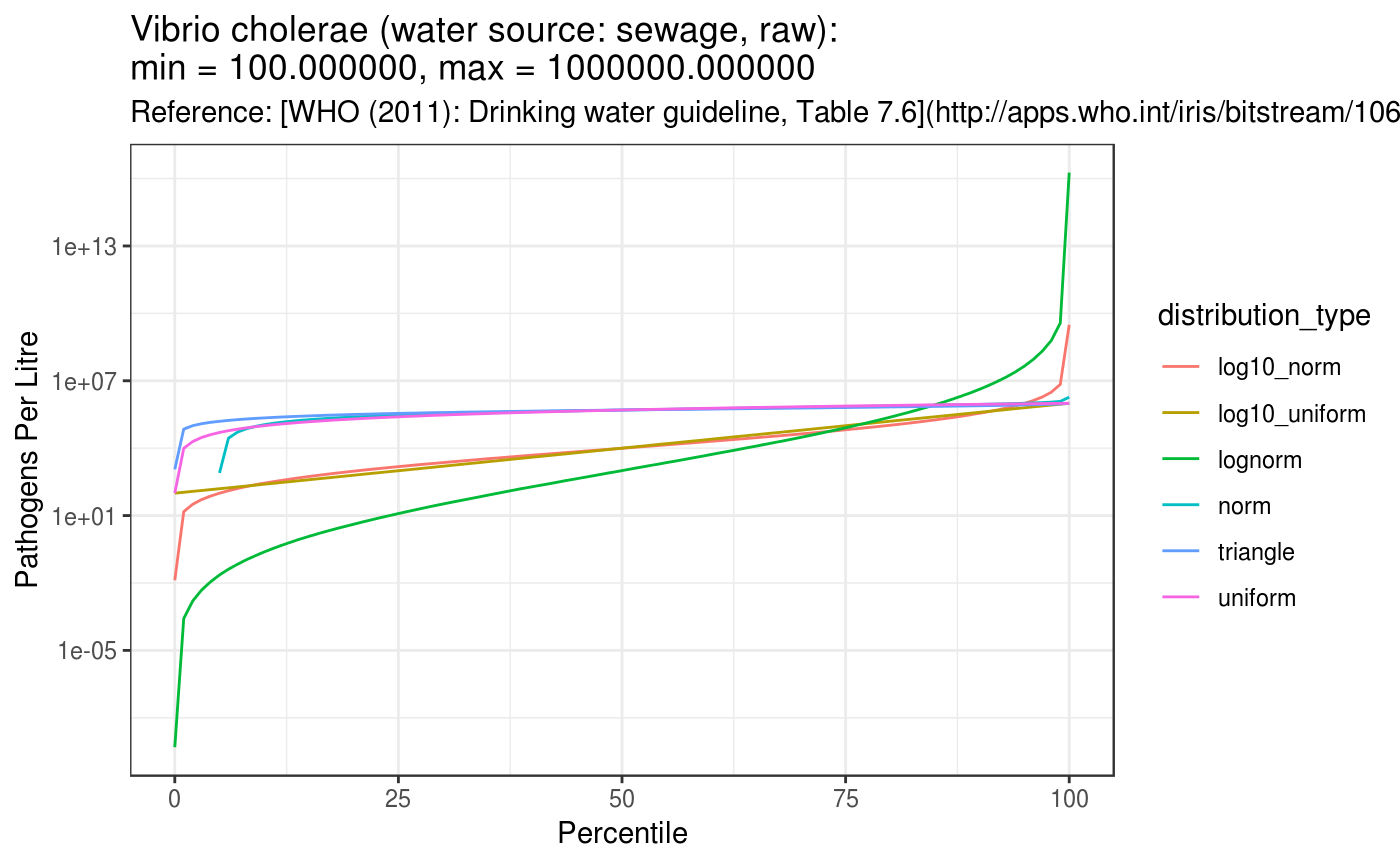 Vibrio cholerae (water source: sewage, raw):
min = 100.000000, max = 1000000.000000
Reference: [WHO (2011): Drinking water guideline, Table 7.6](http://apps.who.int/iris/bitstream/106
Pathogens Per Litre
1e+13
1e+07
1e+01
1e-05
0 25 50 75 100
Percentile
distribution_type
log10_norm
log10_uniform
lognorm
norm
triangle
uniform